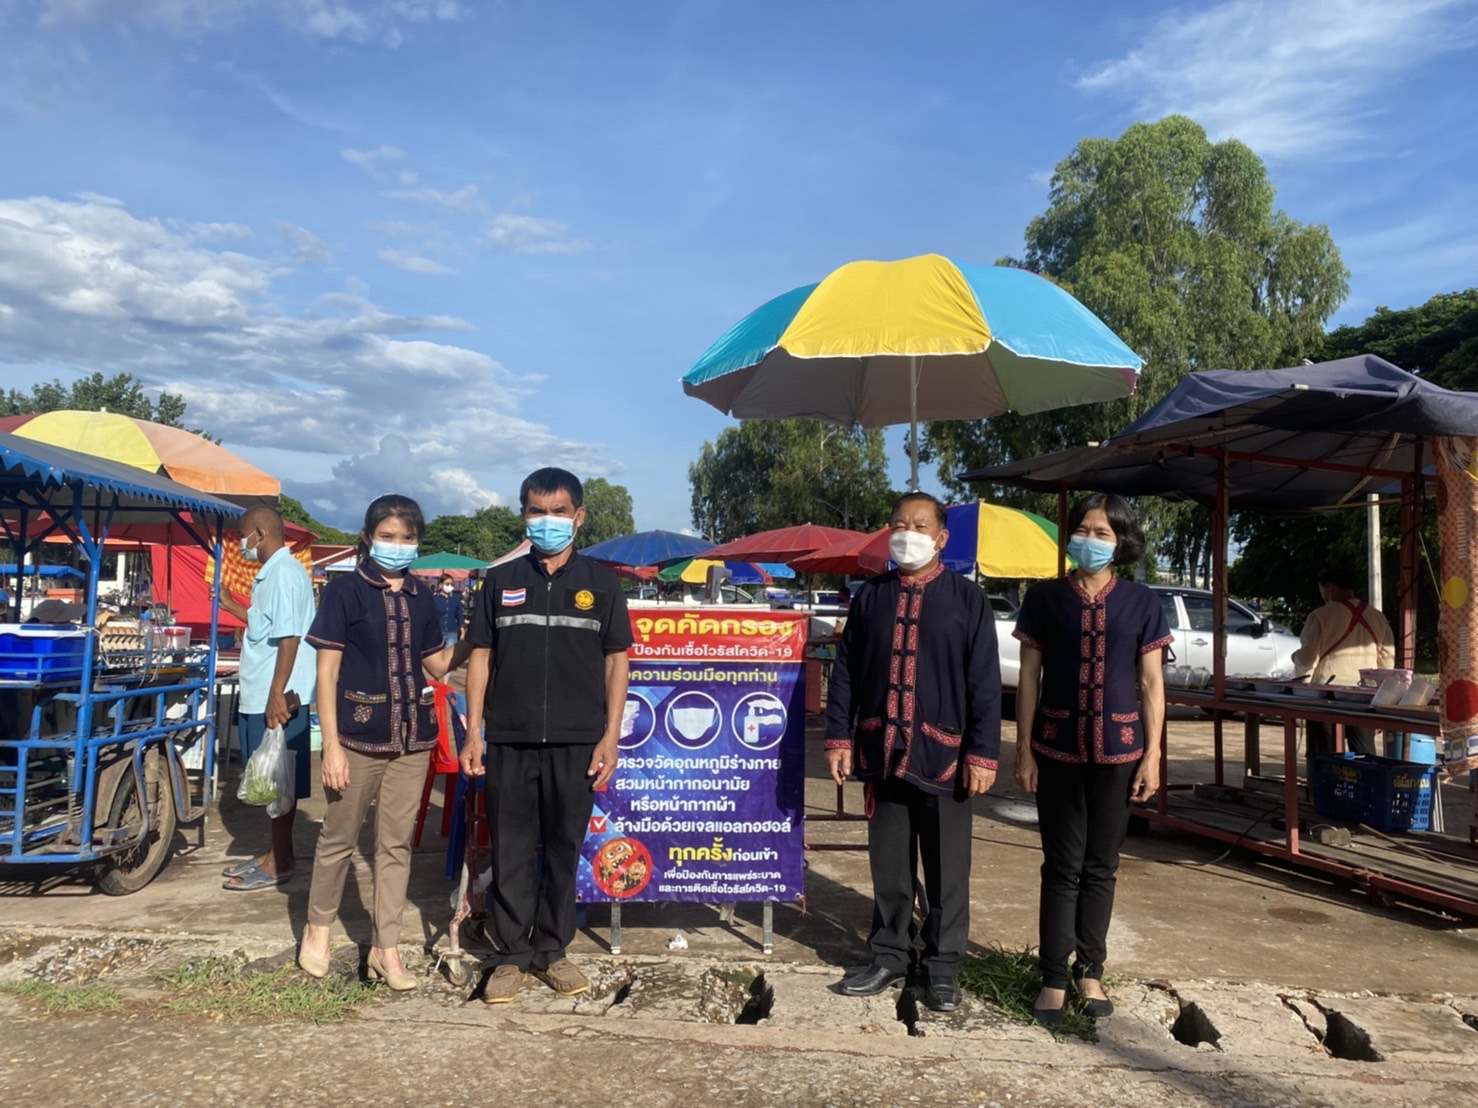 จุดคัดกรอง
ป้องกันเชื้อไวรัสโควิด-19
ความร่วมมือทุกท่าน
ตรวจวัดอุณหภูมิร่างกาย
สวมหน้ากากอนามัย
หรือหน้ากากผ้า
ล้างมือด้วยเจลแอลกอฮอล์
ทุกครั้งก่อนเข้า
เพื่อป้องกันการแพร่ระบาด
และการติดเชื้อไวรัสโควิด-19